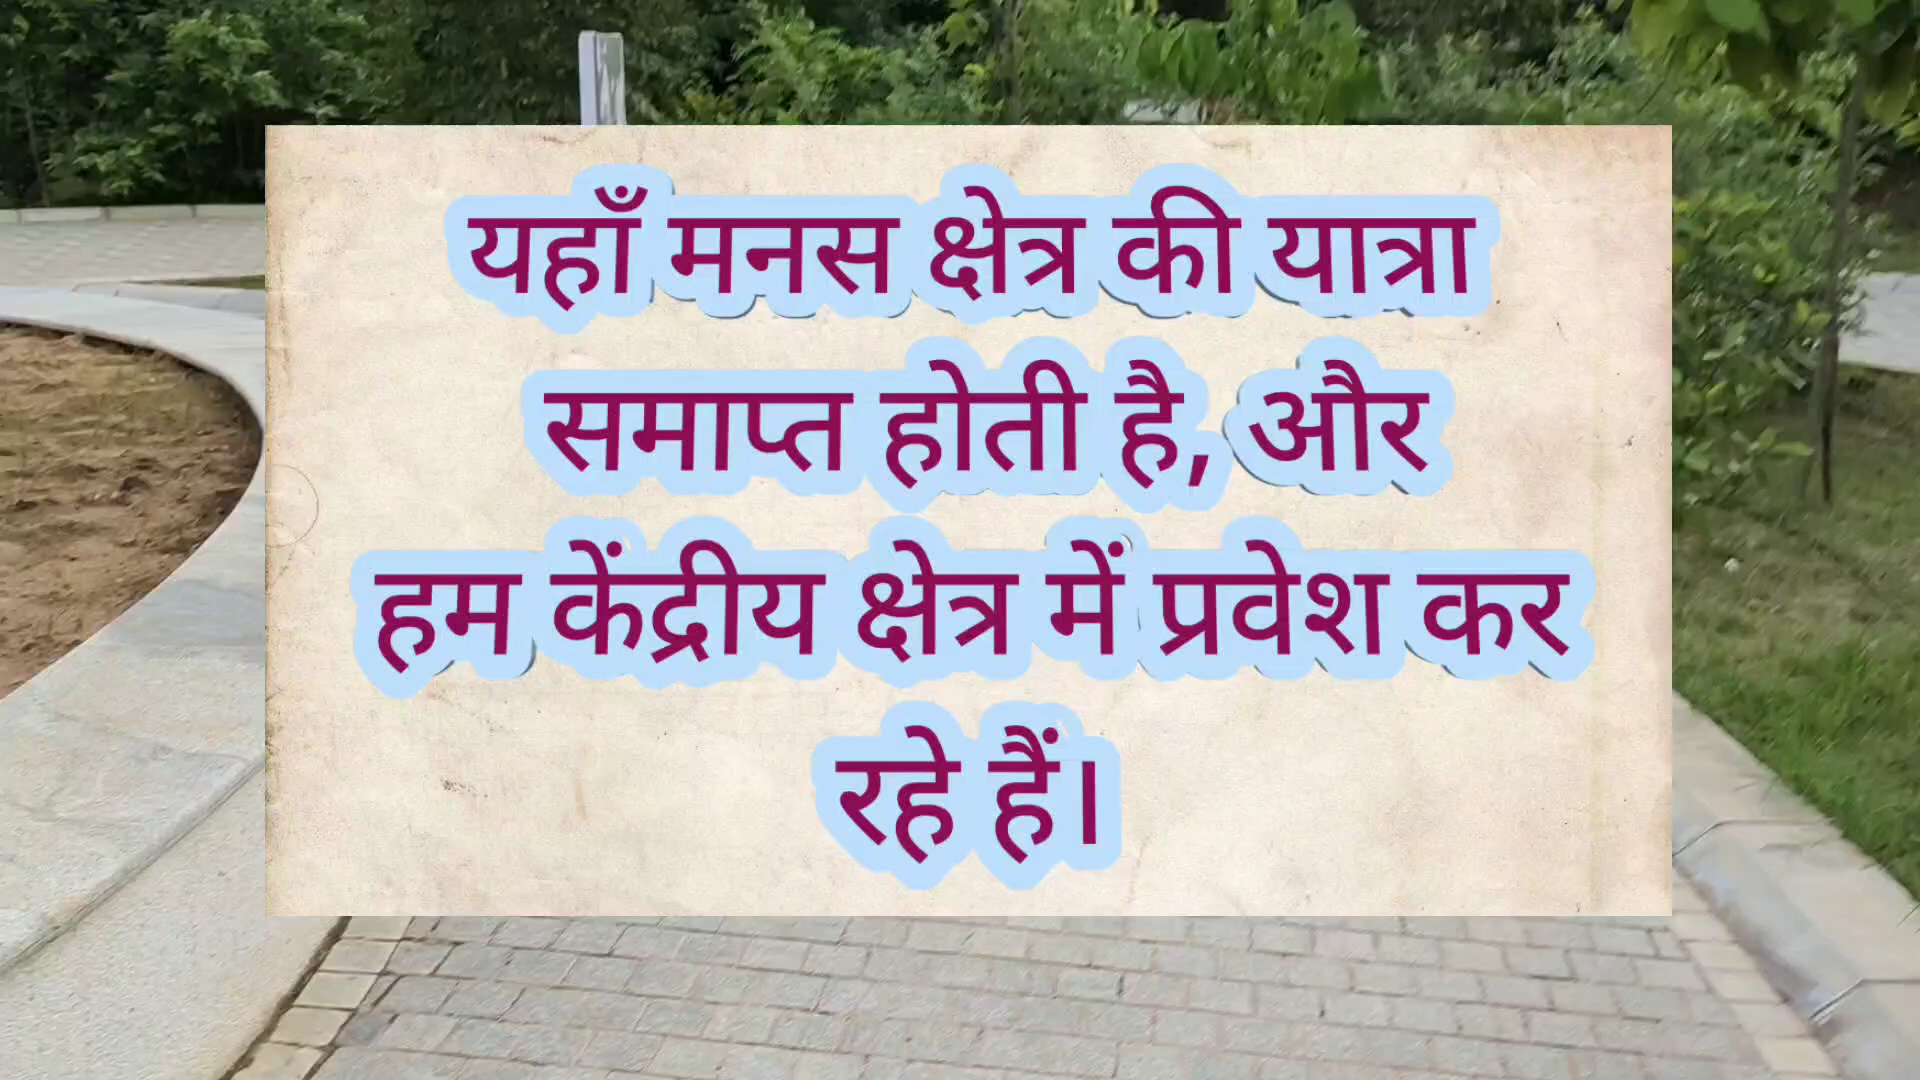 यहाँ मनस क्षेत्र की यात्रा
समाप्त होती है, और
हम केंद्रीय क्षेत्र में प्रवेश कर
रहे हैं।